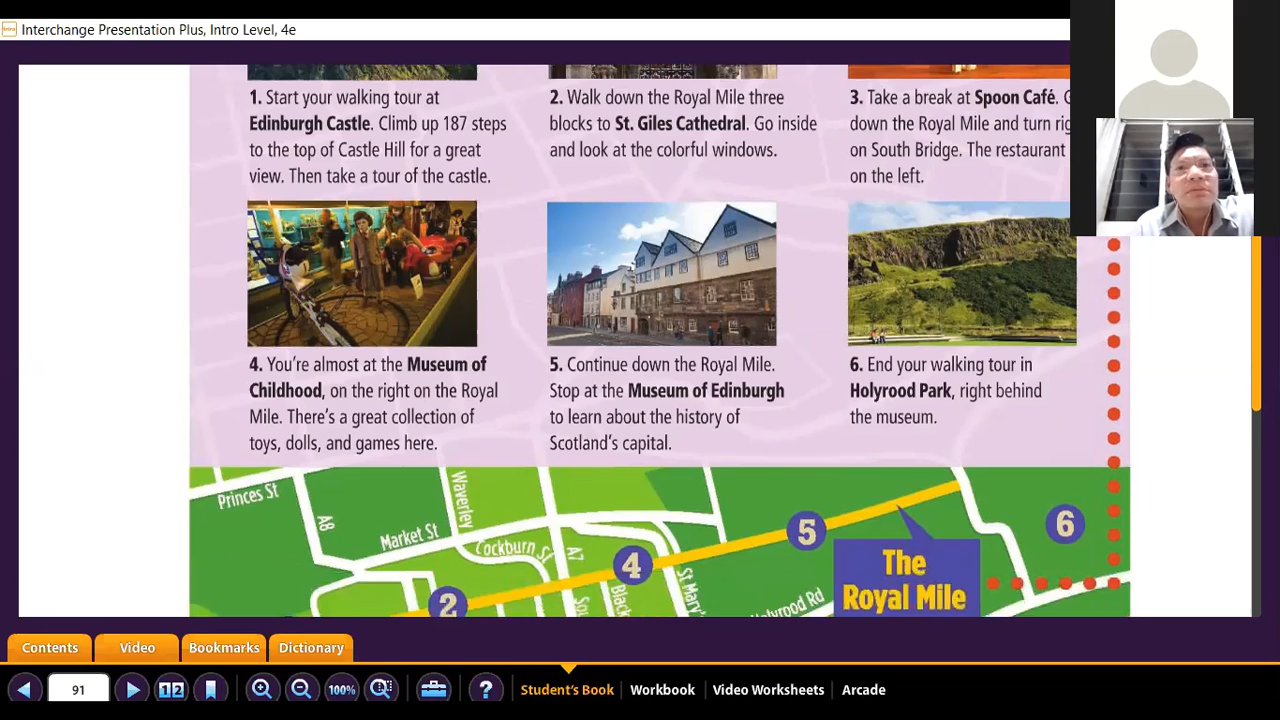 Interchange Presentation Plus, Intro Level, 4e
1. Start your walking tour at
Edinburgh Castle. Climb up 187 steps
to the top of Castle Hill for a great
view. Then take a tour of the castle.
2. Walk down the Royal Mile three
blocks to St. Giles Cathedral. Go inside
and look at the colorful windows.
3. Take a break at Spoon Café.
down the Royal Mile and turn
on South Bridge. The restaurant
on the left.
4. You're almost at the Museum of
Childhood, on the right on the Royal
Mile. There's a great collection of
toys, dolls, and games here.
5. Continue down the Royal Mile.
Stop at the Museum of Edinburgh
to learn about the history of
Scotland's capital.
6. End your walking tour in
Holyrood Park, right behind
the museum.
Princes St
A8
Market St
Waverley
Cockburn St
A7
2
4
5
6
St Mary's
Black
Holyrood Rd
The
Royal Mile
Contents
Video
Bookmarks
Dictionary
91
12
100%
?
Student's Book
Workbook
Video Worksheets
Arcade